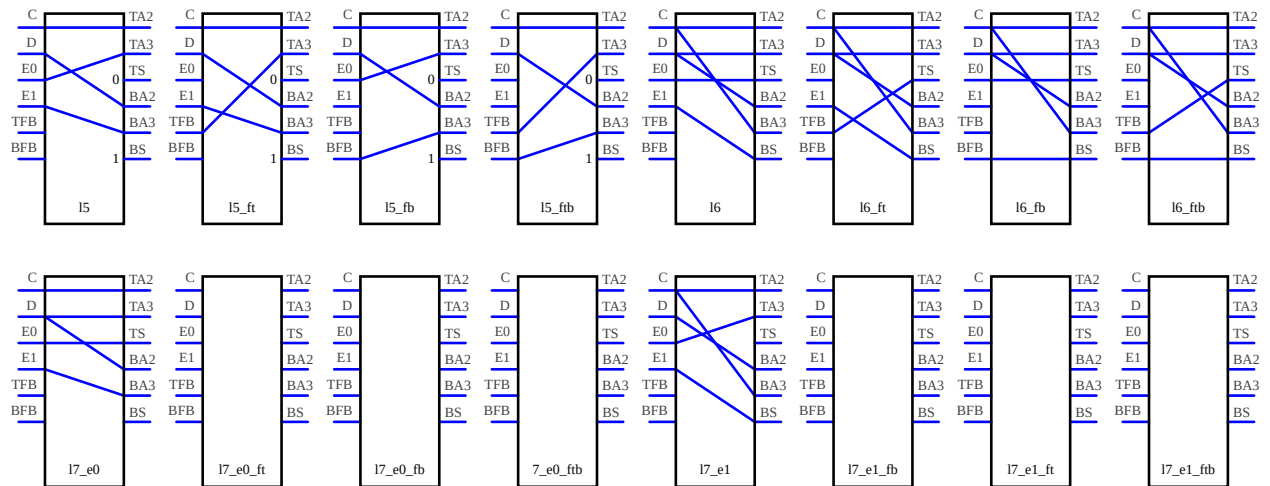 C TA2 C TA2 C TA2 C TA2 C TA2 C TA2 C TA2 C TA2
D TA3 D TA3 D TA3 D TA3 D TA3 D TA3 D TA3 D TA3
E0 0 TS E0 0 TS E0 0 TS E0 0 TS E0 TS E0 TS E0 TS E0 TS
E1 BA2 E1 BA2 E1 BA2 E1 BA2 E1 BA2 E1 BA2 E1 BA2 E1 BA2
TFB BA3 TFB BA3 TFB BA3 TFB BA3 TFB BA3 TFB BA3 TFB BA3 TFB BA3
BFB 1 BS BFB 1 BS BFB 1 BS BFB 1 BS BFB BS BFB BS BFB BS BFB BS
l5 l5_ft l5_fb l5_ftb l6 l6_ft l6_fb l6_ftb
C TA2 C TA2 C TA2 C TA2 C TA2 C TA2 C TA2 C TA2
D TA3 D TA3 D TA3 D TA3 D TA3 D TA3 D TA3 D TA3
E0 TS E0 TS E0 TS E0 TS E0 TS E0 TS E0 TS E0 TS
E1 BA2 E1 BA2 E1 BA2 E1 BA2 E1 BA2 E1 BA2 E1 BA2 E1 BA2
TFB BA3 TFB BA3 TFB BA3 TFB BA3 TFB BA3 TFB BA3 TFB BA3 TFB BA3
BFB BS BFB BS BFB BS BFB BS BFB BS BFB BS BFB BS BFB BS
l7_e0 l7_e0_ft l7_e0_fb 7_e0_ftb l7_e1 l7_e1_fb l7_e1_ft l7_e1_ftb